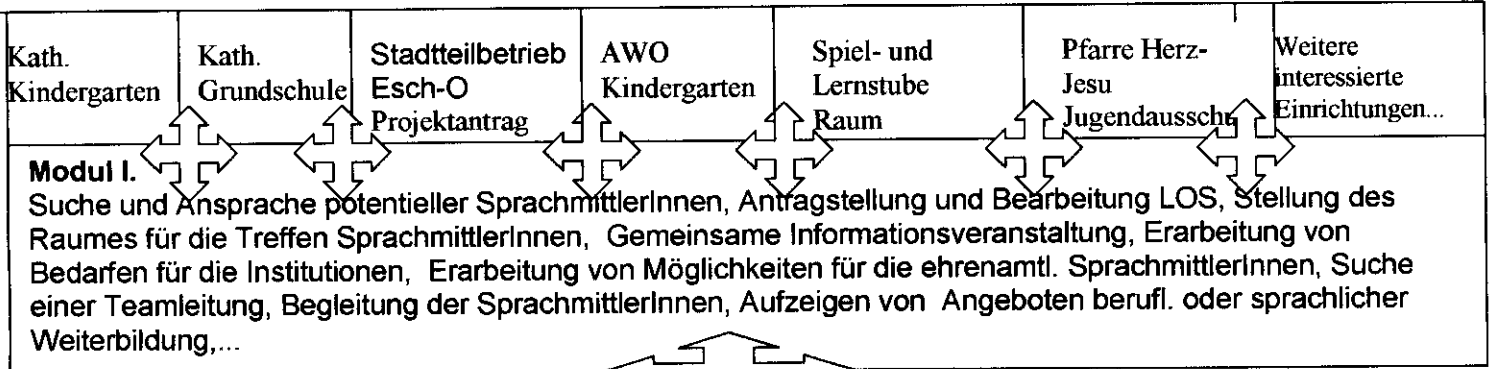 Kath.
Kindergarten
Kath.
Grundschule
Stadtteilbetrieb
Esch-O
Projektantrag
AWO
Kindergarten
Spiel- und
Lernstube
Raum
Pfarre Herz-
Jesu
Jugendausschu
Weitere
interessierte
Einrichtungen...
Modul I.
Suche und Ansprache potentieller SprachmittlerInnen, Antragstellung und Bearbeitung LOS, Stellung des
Raumes für die Treffen SprachmittlerInnen, Gemeinsame Informationsveranstaltung, Erarbeitung von
Bedarfen für die Institutionen, Erarbeitung von Möglichkeiten für die ehrenamtl. SprachmittlerInnen, Suche
einer Teamleitung, Begleitung der SprachmittlerInnen, Aufzeigen von Angeboten berufl. oder sprachlicher
Weiterbildung,...